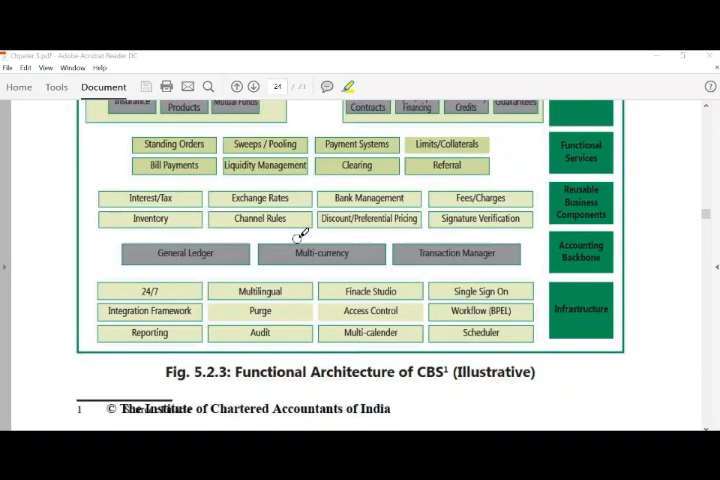 Chpater 5.pdf - Adobe Acrobat Reader DC
File Edit View Window Help
Home Tools Document 24 / 73
Insurance Products Mutual Funds Contracts Financing Credits Guarantees
Standing Orders Sweeps / Pooling Payment Systems Limits/Collaterals
Bill Payments Liquidity Management Clearing Referral
Functional
Services
Interest/Tax Exchange Rates Bank Management Fees/Charges
Inventory Channel Rules Discount/Preferential Pricing Signature Verification
Reusable
Business
Components
General Ledger Multi-currency Transaction Manager
Accounting
Backbone
24/7 Multilingual Finacle Studio Single Sign On
Integration Framework Purge Access Control Workflow (BPEL)
Reporting Audit Multi-calender Scheduler
Infrastructure
Fig. 5.2.3: Functional Architecture of CBS¹ (Illustrative)
1 © The Institute of Chartered Accountants of India